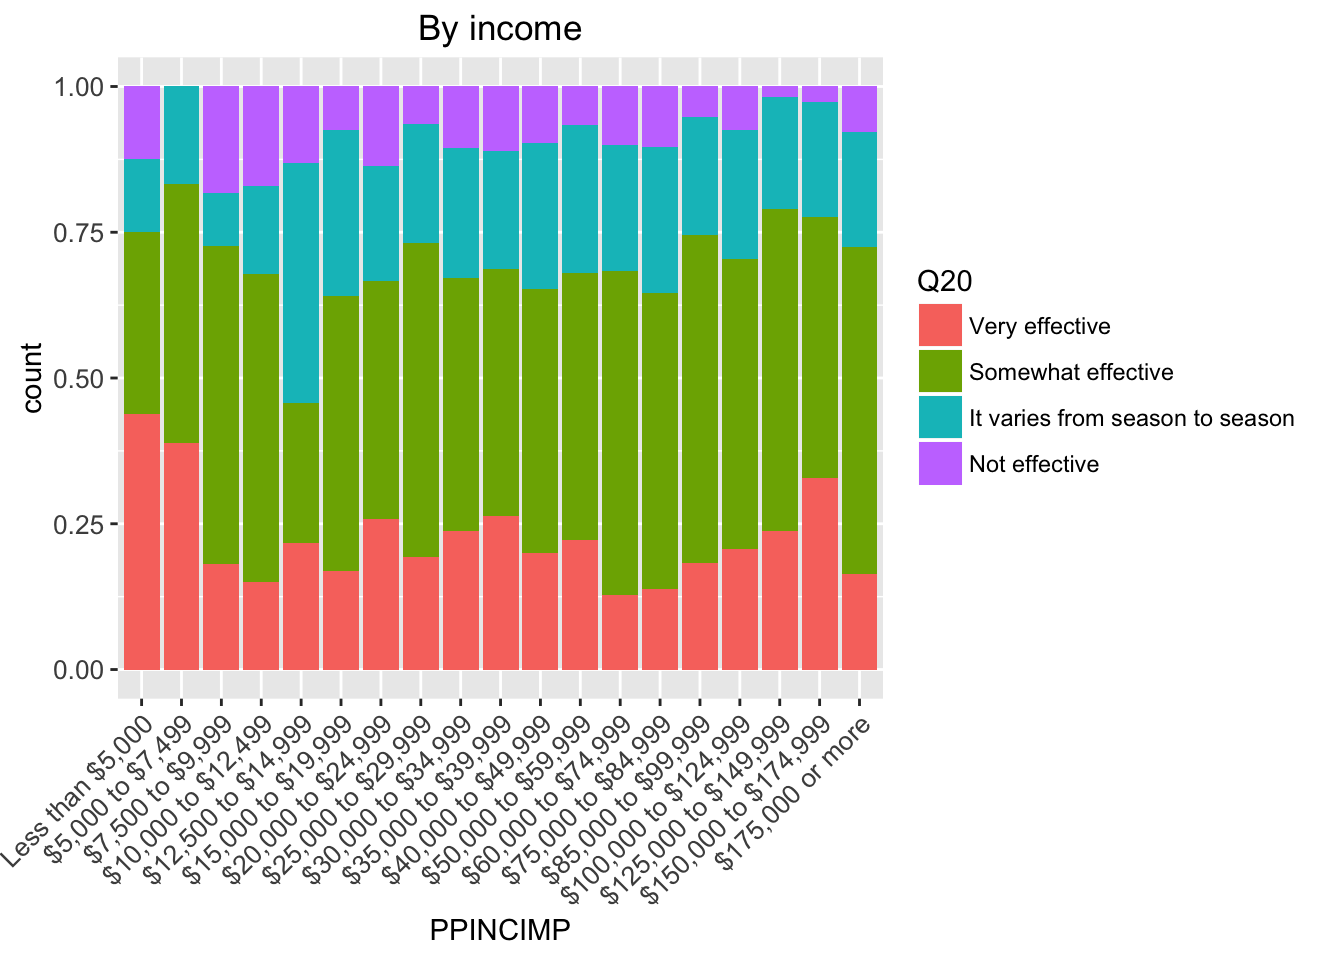 By income
1.00
0.75
0.50
0.25
0.00
count
Less than $5,000
$5,000 to $7,499
$7,500 to $9,999
$10,000 to $12,499
$12,500 to $14,999
$15,000 to $19,999
$20,000 to $24,999
$25,000 to $29,999
$30,000 to $34,999
$35,000 to $39,999
$40,000 to $49,999
$50,000 to $59,999
$60,000 to $74,999
$75,000 to $84,999
$85,000 to $99,999
$100,000 to $124,999
$125,000 to $149,999
$150,000 to $174,999
$175,000 or more
PPINCIMP
Q20
Very effective
Somewhat effective
It varies from season to season
Not effective